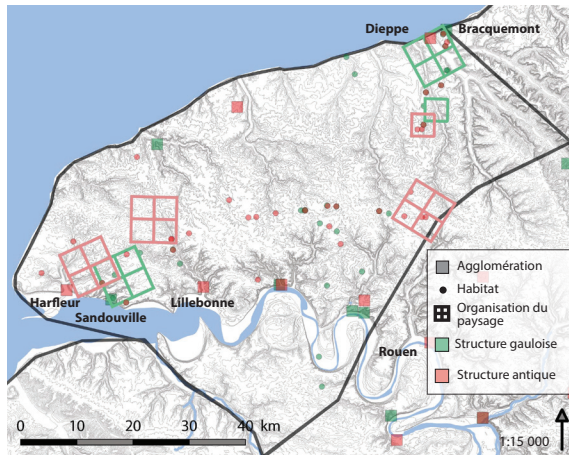 Dieppe
Bracquemont
Harfleur
Sandouville
Lillebonne
Rouen
Agglomération
Habitat
Organisation du
paysage
Structure gauloise
Structure antique
0 10 20 30 40 km
1:15 000